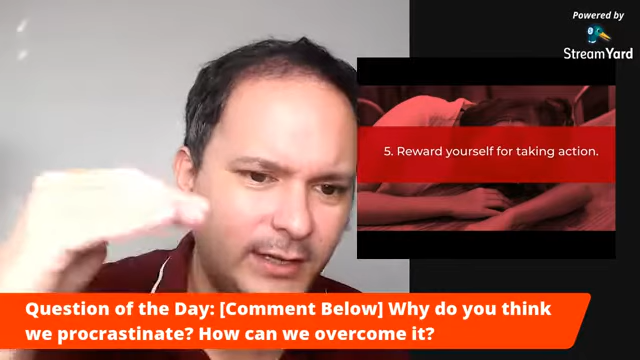 Powered by
StreamYard
5. Reward yourself for taking action.
Question of the Day: [Comment Below] Why do you think
we procrastinate? How can we overcome it?